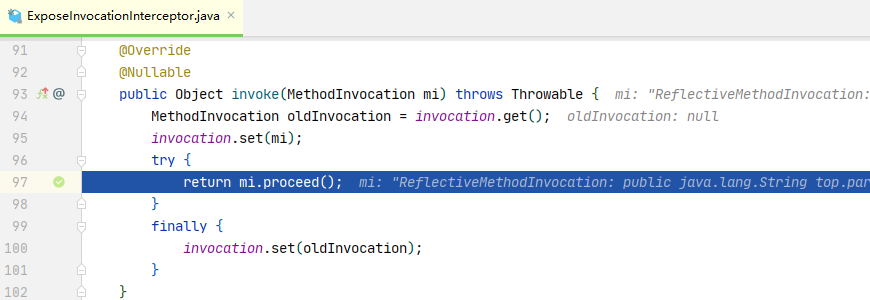 ExposeInvocationInterceptor.java ×
91 @Override
92 @Nullable
93 @ public Object invoke(MethodInvocation mi) throws Throwable { mi: "ReflectiveMethodInvocation:
94 MethodInvocation oldInvocation = invocation.get(); oldInvocation: null
95 invocation.set(mi);
96 try {
97 return mi.proceed(); mi: "ReflectiveMethodInvocation: public java.lang.String top.par
98 }
99 finally {
100 invocation.set(oldInvocation);
101 }
102 }